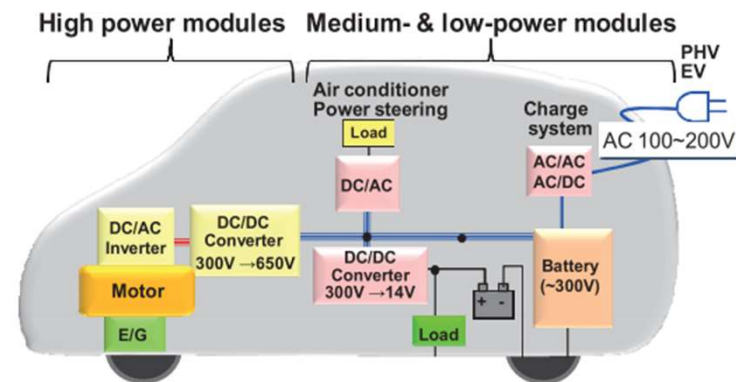 High power modules
Medium- & low-power modules
PHV
EV
Air conditioner
Power steering
Load
Charge
system
AC 100~200V
AC/AC
AC/DC
DC/AC
DC/AC
Inverter
DC/DC
Converter
300V →650V
DC/DC
Converter
300V →14V
Battery
(~300V)
Motor
+ -
Load
E/G